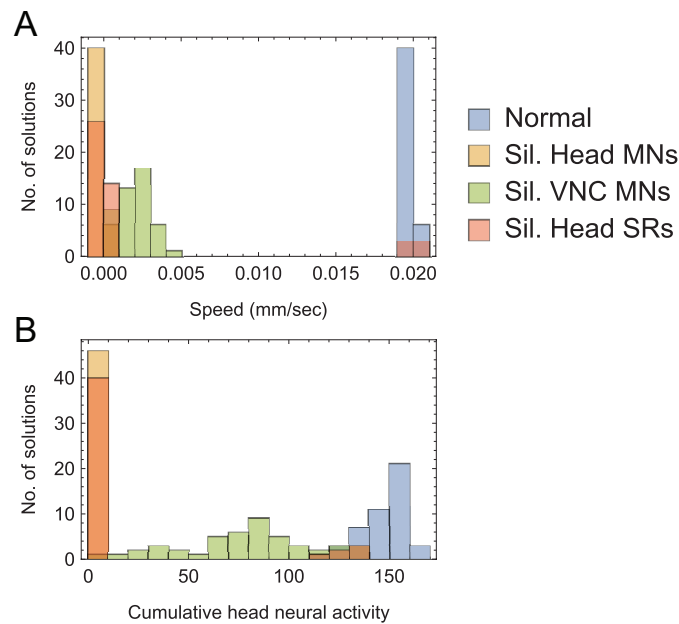 A
No. of solutions
40
30
20
10
0
0.000 0.005 0.010 0.015 0.020
Speed (mm/sec)
Normal
Sil. Head MNs
Sil. VNC MNs
Sil. Head SRs
B
No. of solutions
40
30
20
10
0
0 50 100 150
Cumulative head neural activity